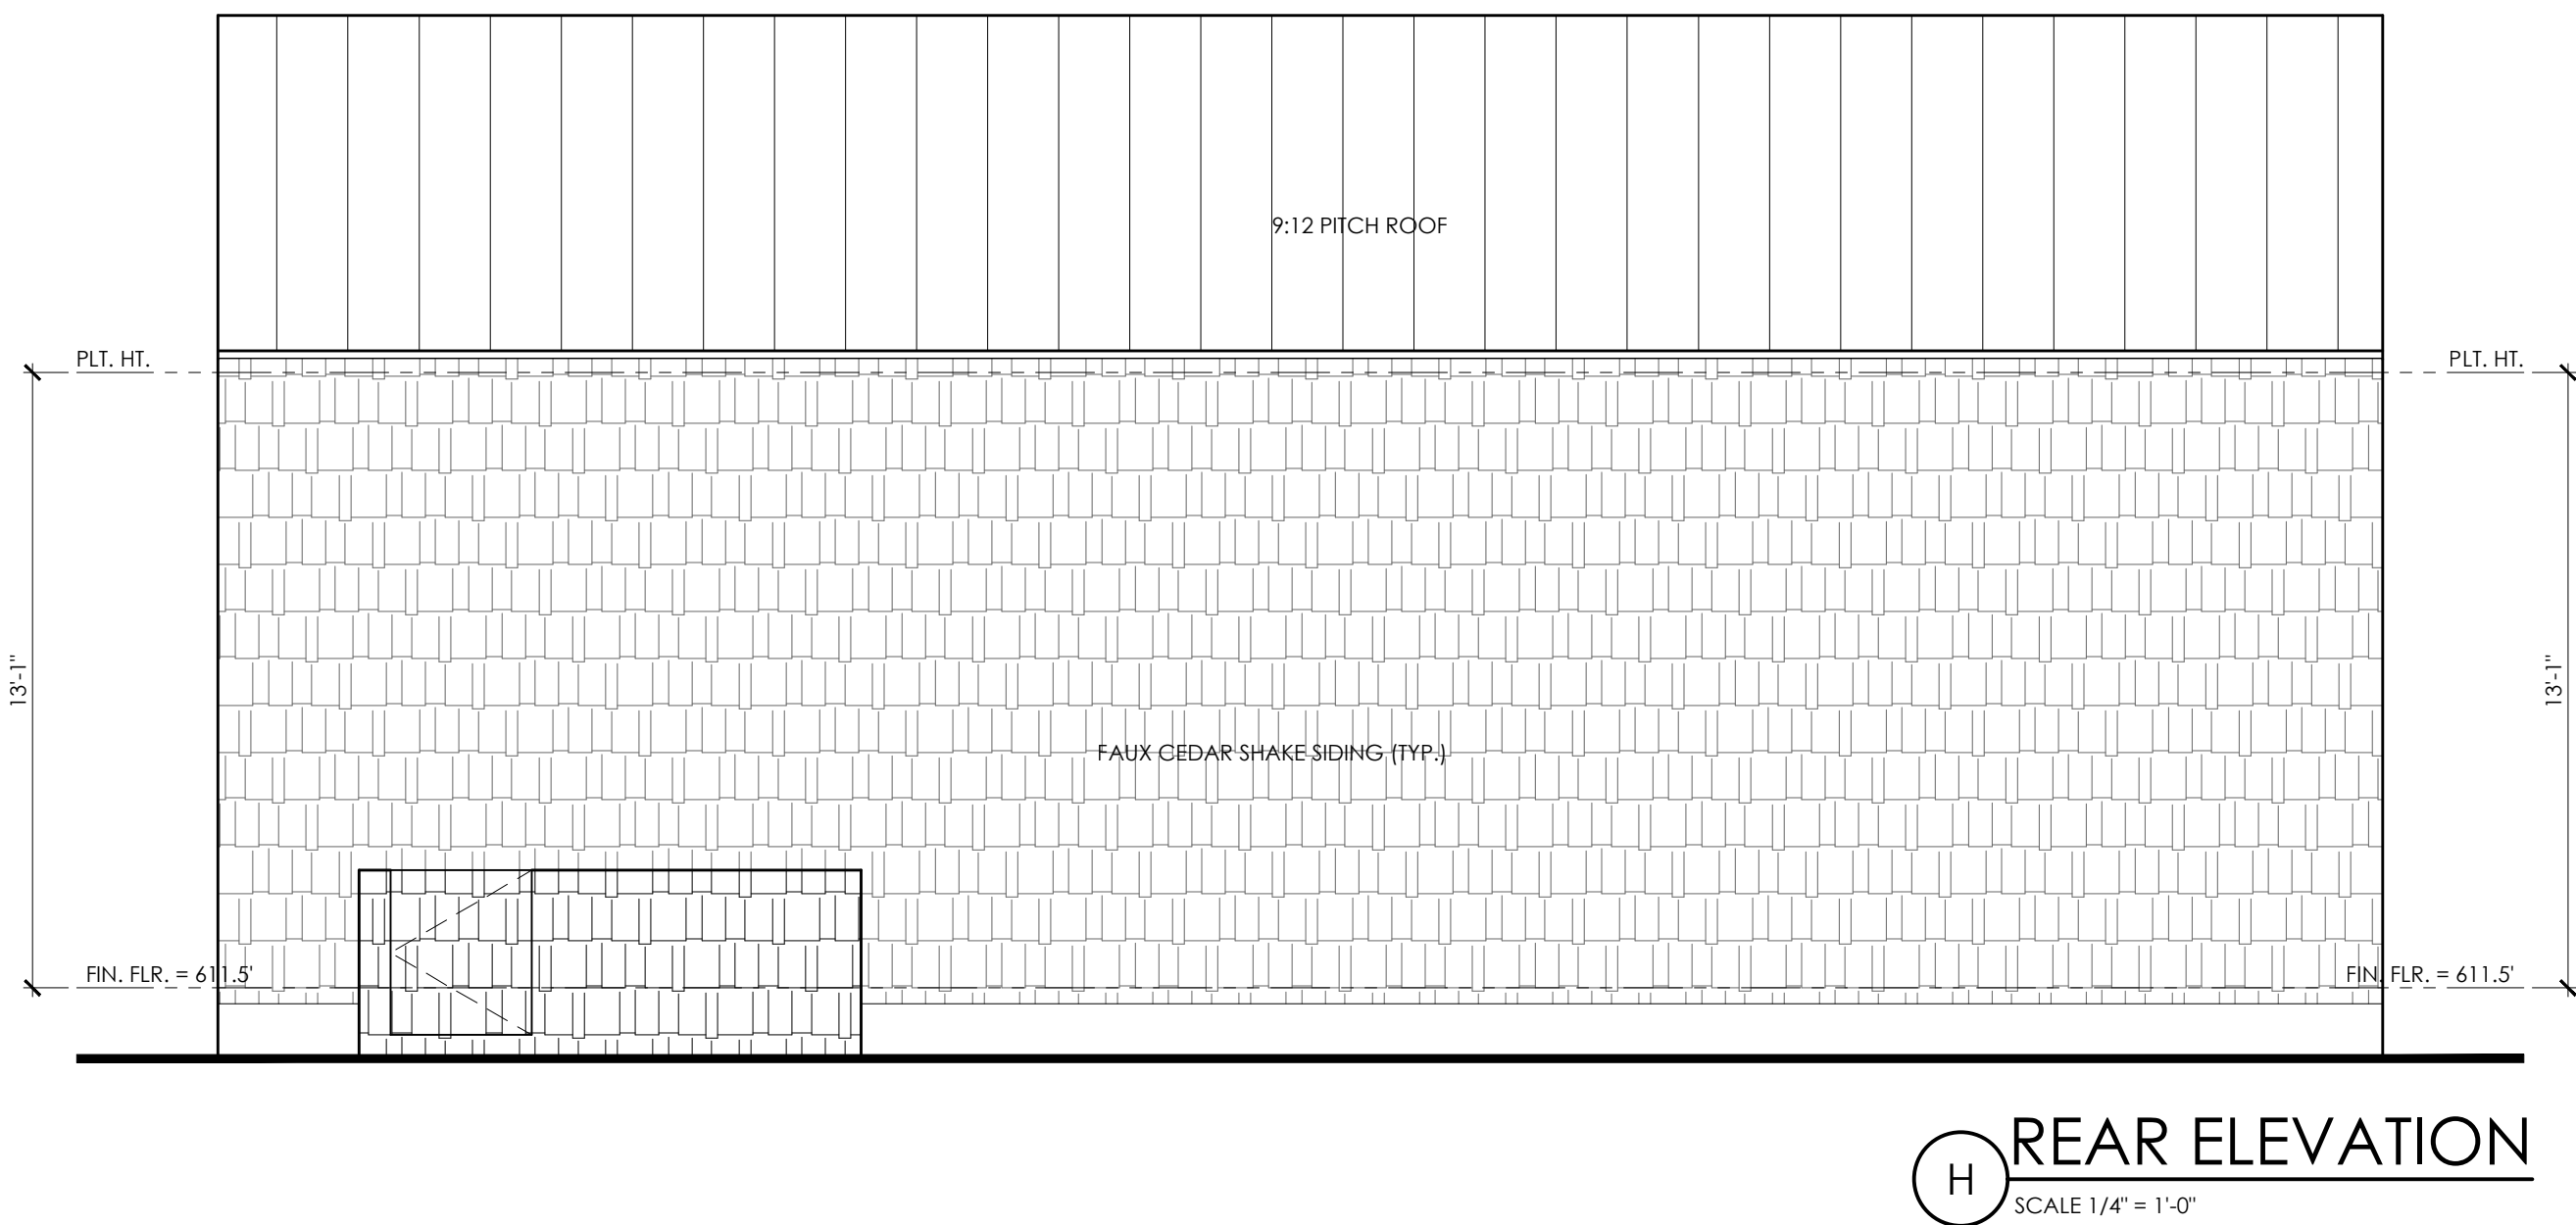 9:12 PITCH ROOF
PLT. HT.
PLT. HT.
13'-1"
13'-1"
FAUX CEDAR SHAKE SIDING (TYP.)
FIN. FLR. = 611.5'
FIN. FLR. = 611.5'
H
REAR ELEVATION
SCALE 1/4" = 1'-0"